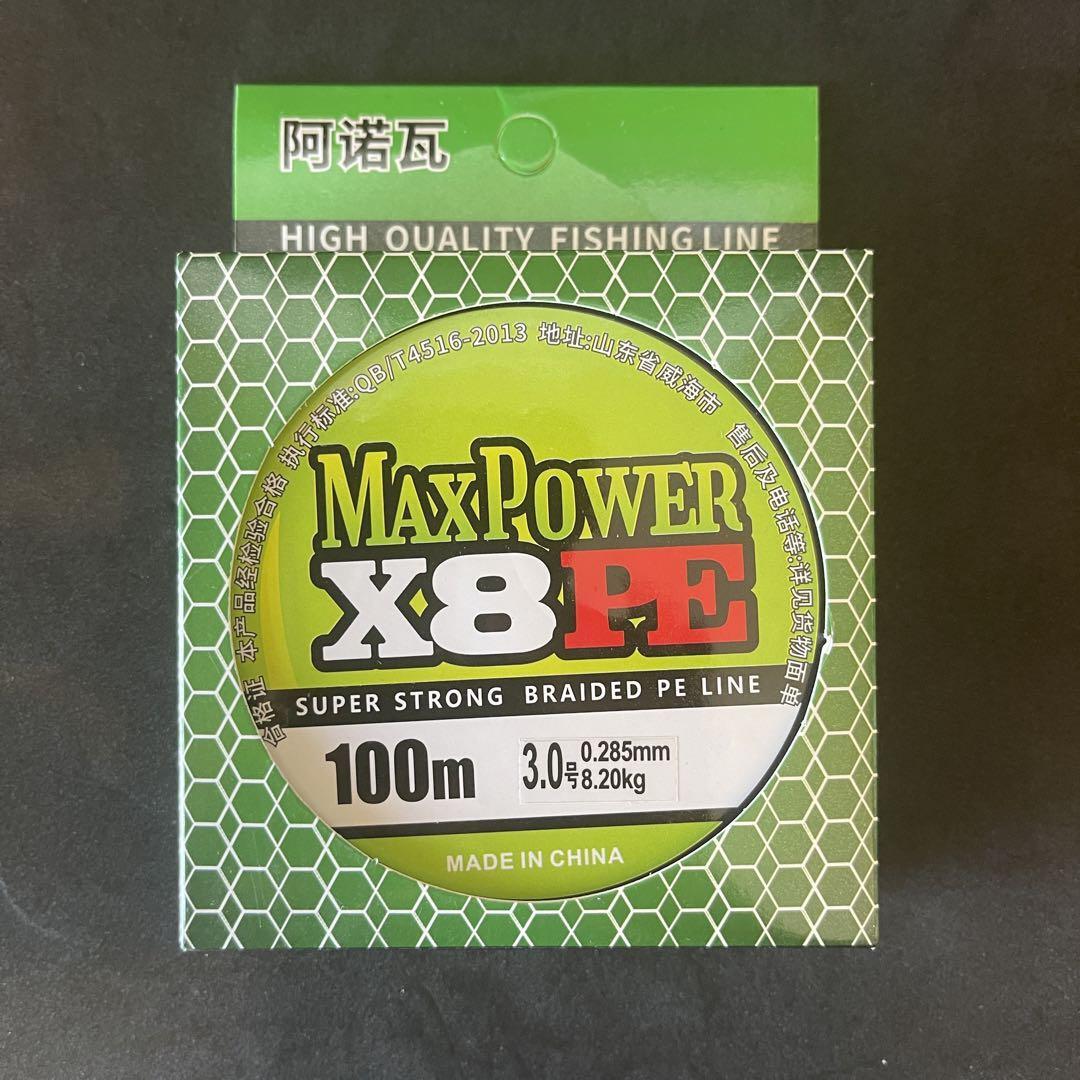 阿诺瓦
HIGH QUALITY FISHING LINE
合格证 本产品经检验合格 执行标准:QB/T4516-2013 地址:山东省威海市 售后及电话等:详见货物面单
MAXPOWER
X8PE
SUPER STRONG BRAIDED PE LINE
100m
3.0号
0.285mm
8.20kg
MADE IN CHINA